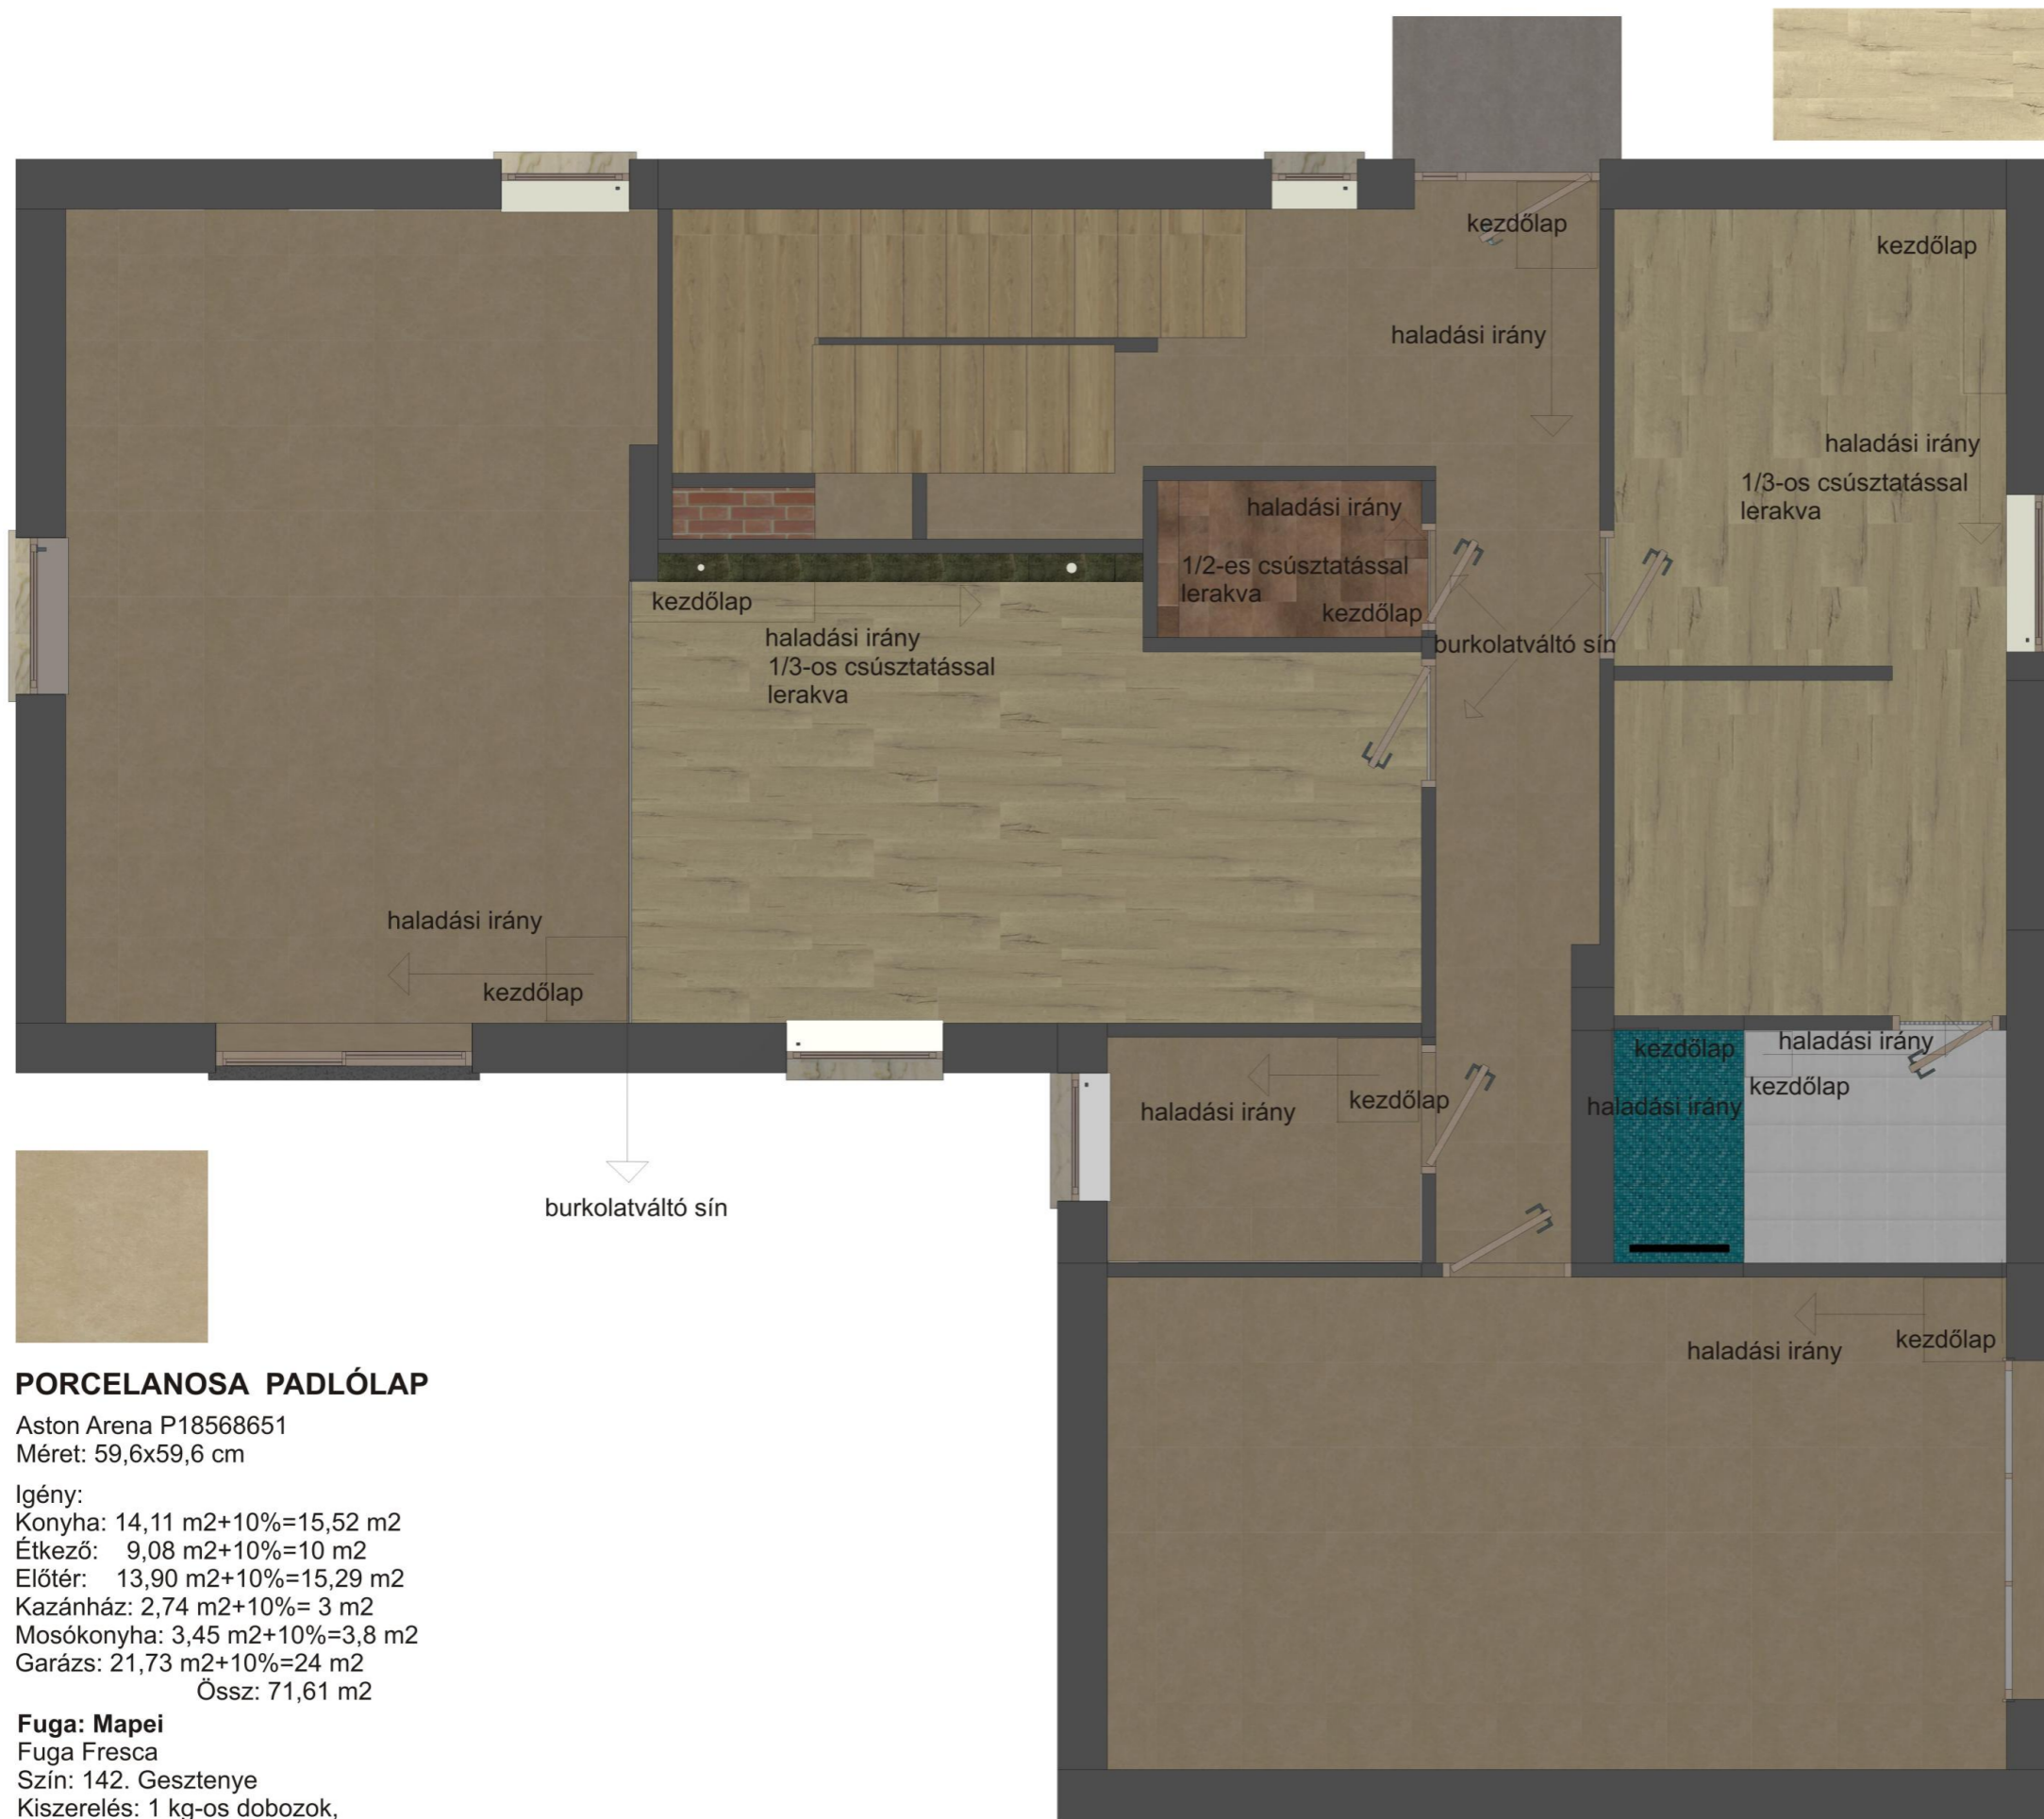 kezdőlap
kezdőlap
haladási irány
haladási irány
1/3-os csúsztatással
lerakva
haladási irány
1/2-es csúsztatással
lerakva
kezdőlap
kezdőlap
haladási irány
1/3-os csúsztatással
lerakva
burkolatváltó sín
haladási irány
kezdőlap
kezdőlap
haladási irány
kezdőlap
haladási irány
haladási irány
kezdőlap
burkolatváltó sín
haladási irány
kezdőlap
PORCELANOSA PADLÓLAP
Aston Arena P18568651
Méret: 59,6x59,6 cm
Igény:
Konyha: 14,11 m2+10%=15,52 m2
Étkező: 9,08 m2+10%=10 m2
Előtér: 13,90 m2+10%=15,29 m2
Kazánház: 2,74 m2+10%= 3 m2
Mosókonyha: 3,45 m2+10%=3,8 m2
Garázs: 21,73 m2+10%=24 m2
Össz: 71,61 m2
Fuga: Mapei
Fuga Fresca
Szín: 142. Gesztenye
Kiszerelés: 1 kg-os dobozok,